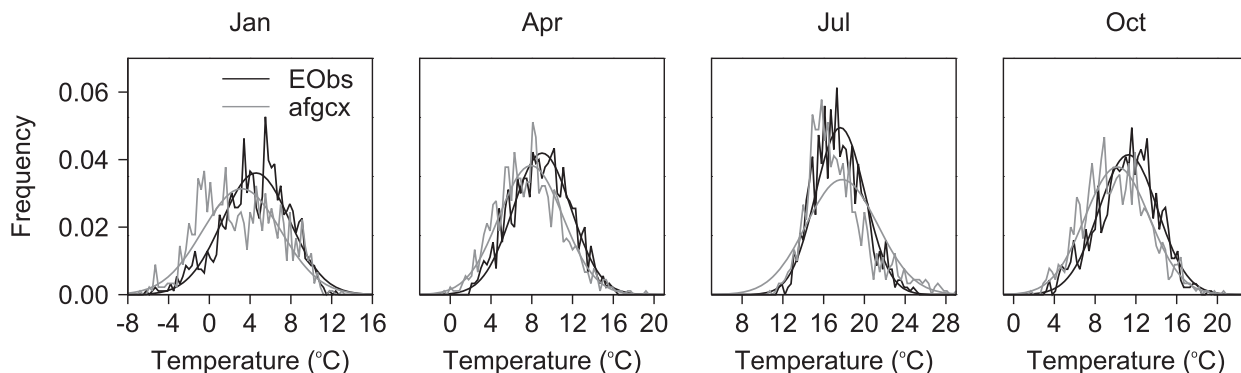 Jan Apr Jul Oct
EObs
afgcx
Frequency
0.06
0.04
0.02
0.00
-8 -4 0 4 8 12 16 0 4 8 12 16 20 8 12 16 20 24 28 0 4 8 12 16 20
Temperature (°C) Temperature (°C) Temperature (°C) Temperature (°C)